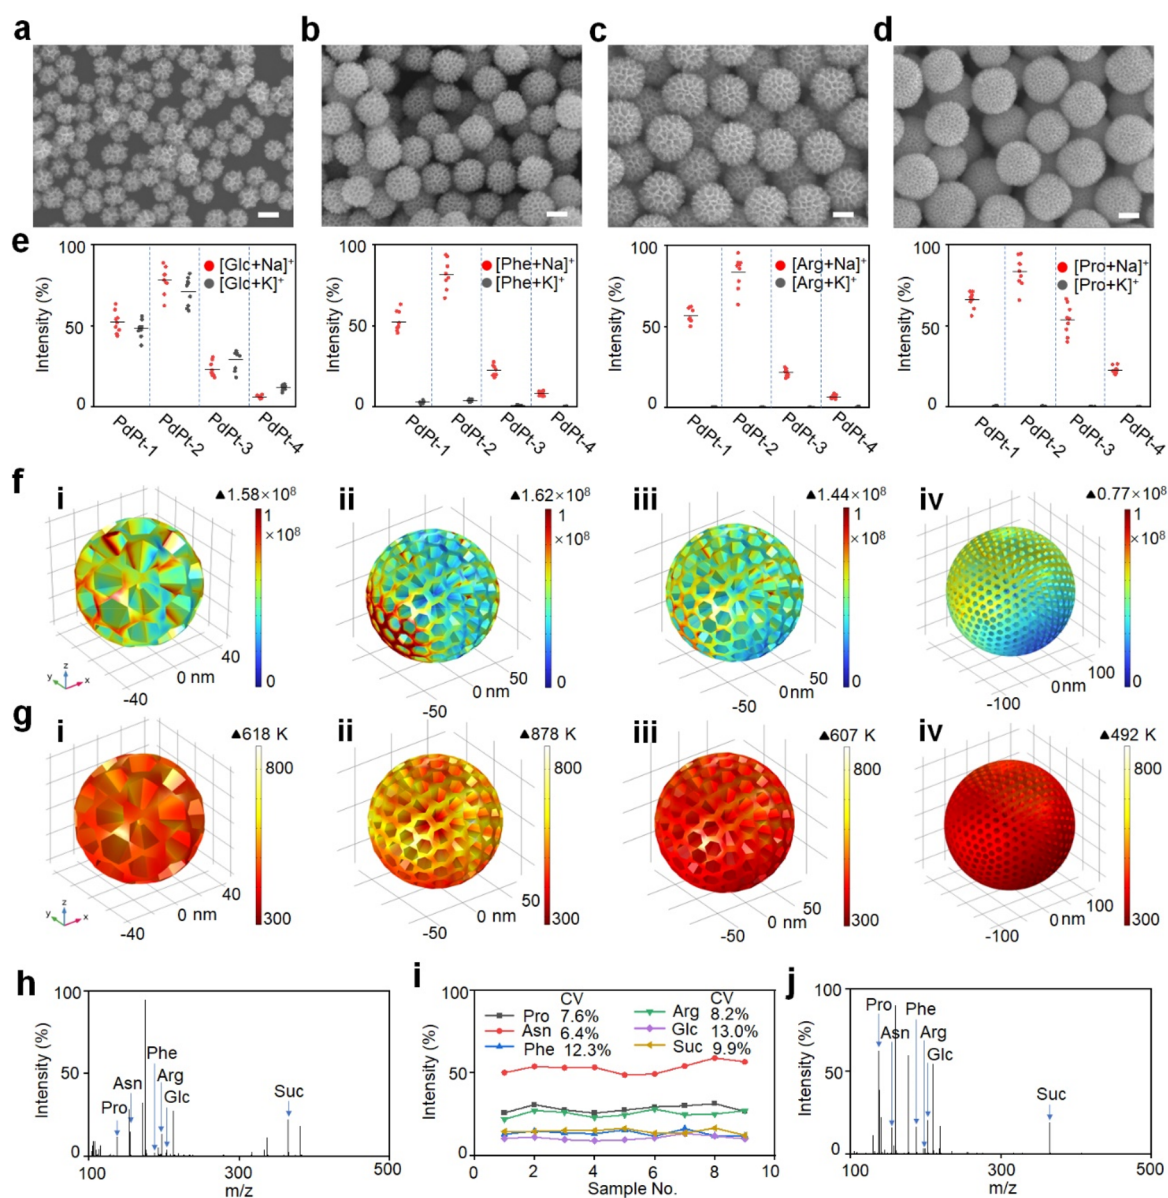 a
b
c
d
e
100
50
0
Intensity (%)
[Glc+Na]⁺
[Glc+K]⁺
PdPt-1
PdPt-2
PdPt-3
PdPt-4
100
50
0
Intensity (%)
[Phe+Na]⁺
[Phe+K]⁺
PdPt-1
PdPt-2
PdPt-3
PdPt-4
100
50
0
Intensity (%)
[Arg+Na]⁺
[Arg+K]⁺
PdPt-1
PdPt-2
PdPt-3
PdPt-4
100
50
0
Intensity (%)
[Pro+Na]⁺
[Pro+K]⁺
PdPt-1
PdPt-2
PdPt-3
PdPt-4
f
i
▲1.58×10⁸
1
×10⁸
0
40
0 nm
-40
z
y
x
ii
▲1.62×10⁸
1
×10⁸
0
50
0 nm
-50
iii
▲1.44×10⁸
1
×10⁸
0
50
0 nm
-50
iv
▲0.77×10⁸
1
×10⁸
0
100
0 nm
-100
g
i
▲618 K
800
300
40
0 nm
-40
z
y
x
ii
▲878 K
800
300
50
0 nm
-50
iii
▲607 K
800
300
50
0 nm
-50
iv
▲492 K
800
300
100
0 nm
-100
h
100
50
0
Intensity (%)
Pro
Asn
Phe
Arg
Glc
Suc
100
300
500
m/z
i
100
50
0
Intensity (%)
CV
Pro 7.6%
Asn 6.4%
Phe 12.3%
CV
Arg 8.2%
Glc 13.0%
Suc 9.9%
0
2
4
6
8
10
Sample No.
j
100
50
0
Intensity (%)
Pro
Asn
Phe
Arg
Glc
Suc
100
300
500
m/z